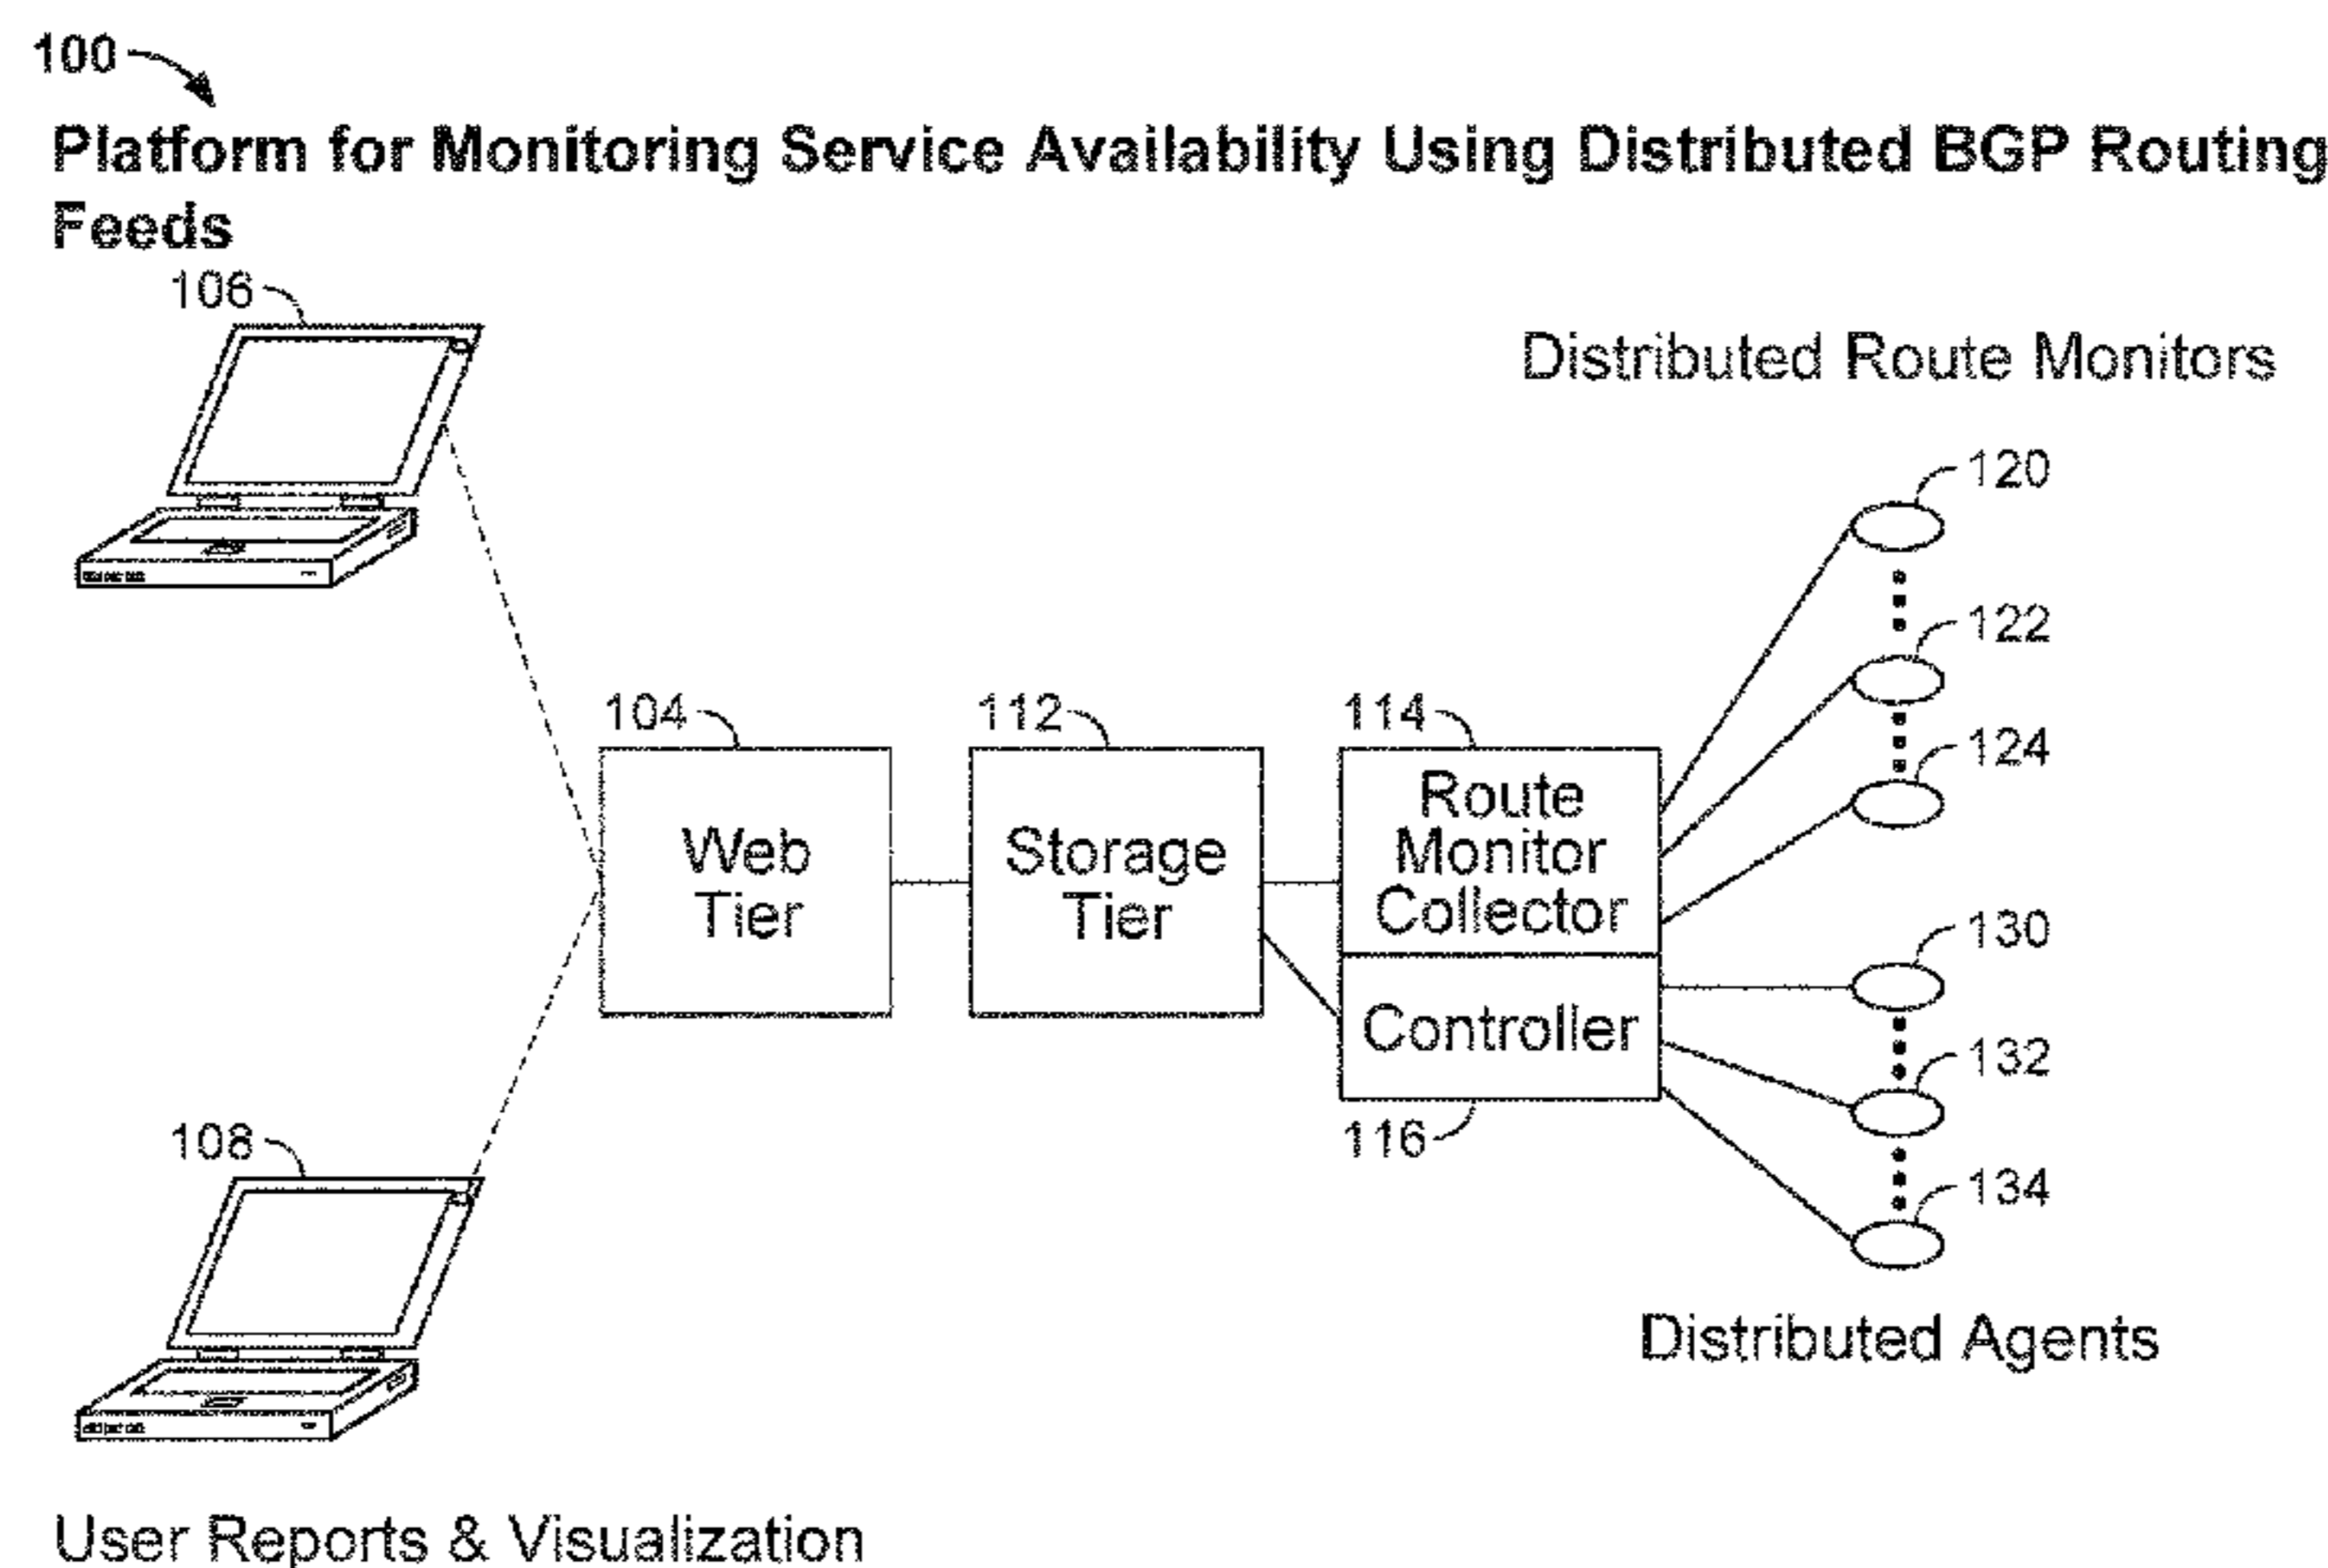 100
Platform for Monitoring Service Availability Using Distributed BGP Routing
Feeds
106
Distributed Route Monitors
120
122
124
104
112
114
Web
Tier
Storage
Tier
Route
Monitor
Collector
130
Controller
132
116
108
134
Distributed Agents
User Reports & Visualization